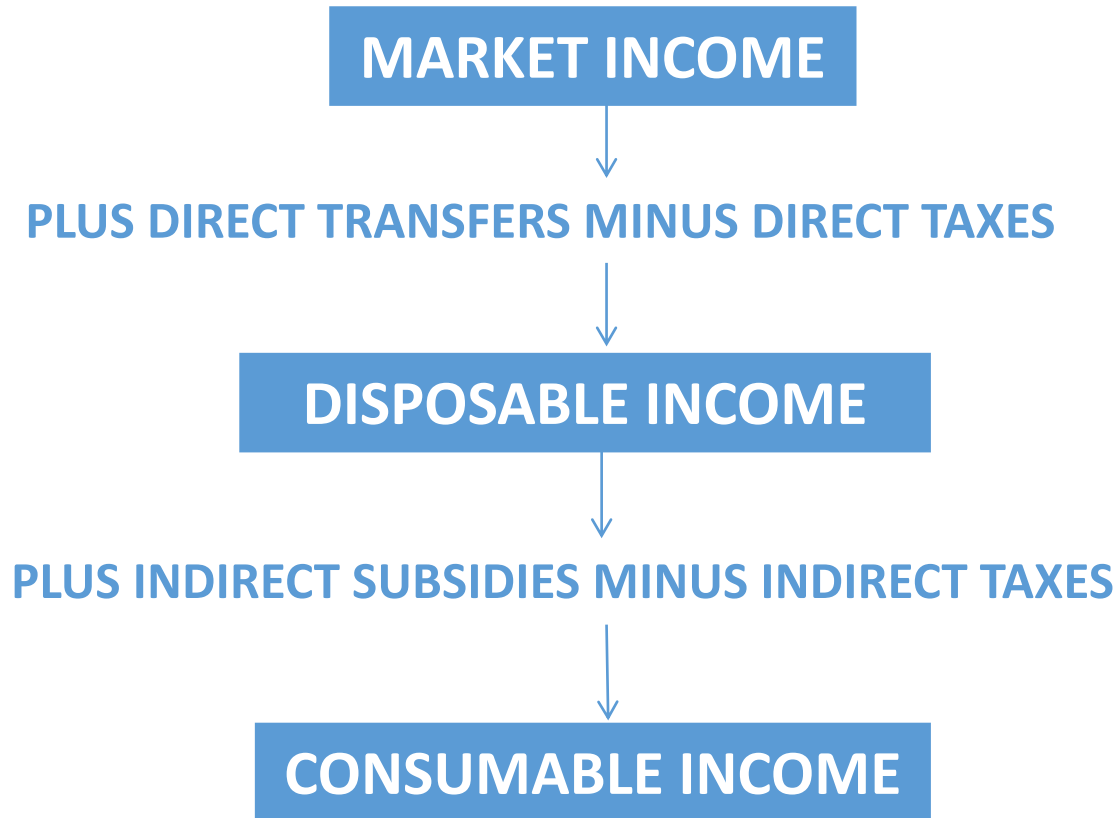 MARKET INCOME
PLUS DIRECT TRANSFERS MINUS DIRECT TAXES
DISPOSABLE INCOME
PLUS INDIRECT SUBSIDIES MINUS INDIRECT TAXES
CONSUMABLE INCOME